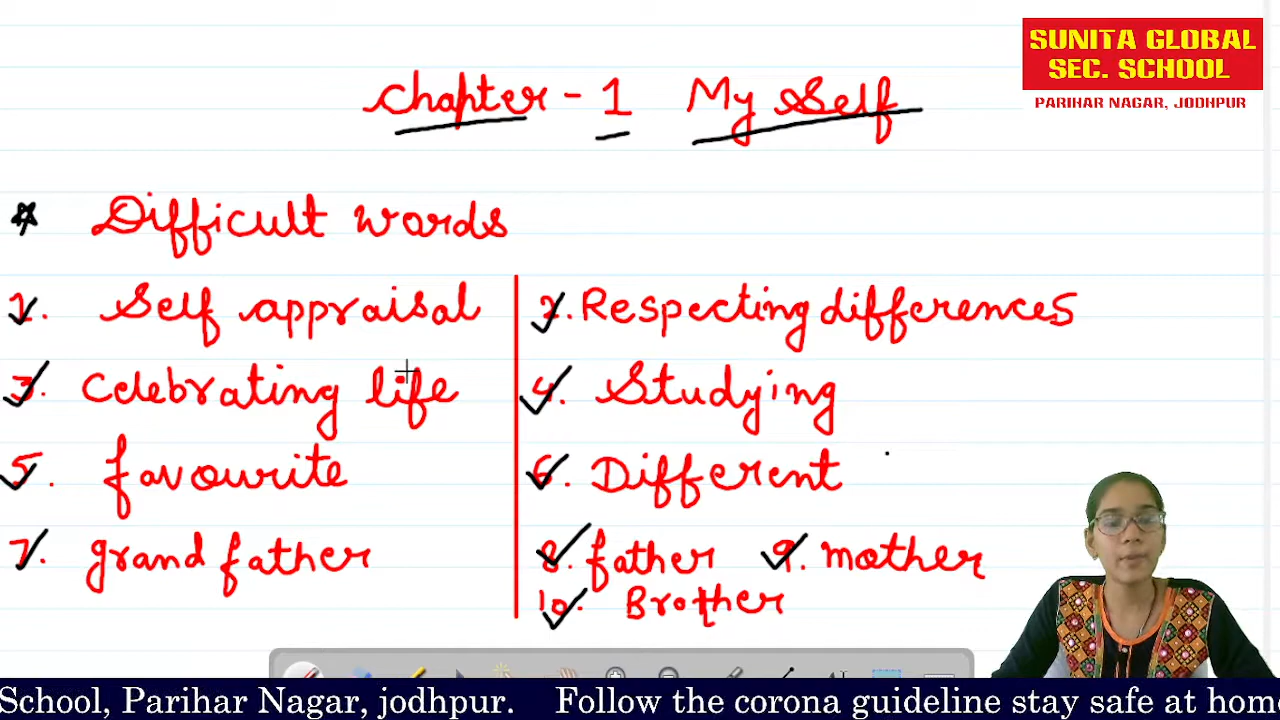 SUNITA GLOBAL
SEC. SCHOOL
PARIHAR NAGAR, JODHPUR
Chapter - 1 My Self
Difficult words
1. Self appraisal
2. Respecting differences
3. Celebrating life
4. Studying
5. favourite
6. Different
7. grand father
8. father 9. mother
10. Brother
School, Parihar Nagar, jodhpur. Follow the corona guideline stay safe at hom